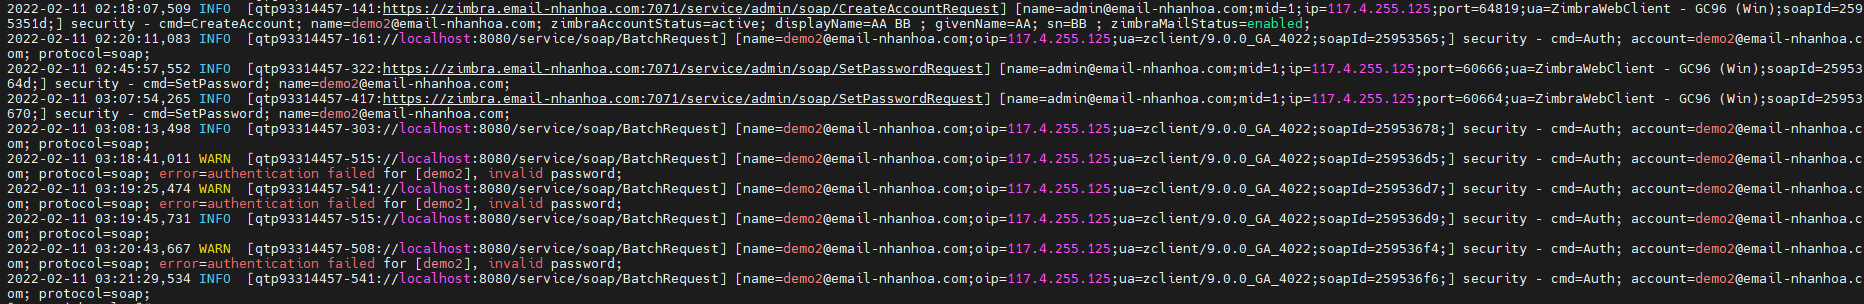 2022-02-11 02:18:07,509 INFO  [qtp93314457-141:https://zimbra.email-nhanhoa.com:7071/service/admin/soap/CreateAccountRequest] [name=admin@email-nhanhoa.com;mid=1;ip=117.4.255.125;port=64819;ua=ZimbraWebClient - GC96 (Win);soapId=259
5351d;] security - cmd=CreateAccount; name=demo2@email-nhanhoa.com; zimbraAccountStatus=active; displayName=AA BB ; givenName=AA; sn=BB ; zimbraMailStatus=enabled;
2022-02-11 02:20:11,083 INFO  [qtp93314457-161://localhost:8080/service/soap/BatchRequest] [name=demo2@email-nhanhoa.com;oip=117.4.255.125;ua=zclient/9.0.0_GA_4022;soapId=25953565;] security - cmd=Auth; account=demo2@email-nhanhoa.c
om; protocol=soap;
2022-02-11 02:45:57,552 INFO  [qtp93314457-322:https://zimbra.email-nhanhoa.com:7071/service/admin/soap/SetPasswordRequest] [name=admin@email-nhanhoa.com;mid=1;ip=117.4.255.125;port=60666;ua=ZimbraWebClient - GC96 (Win);soapId=25953
64d;] security - cmd=SetPassword; name=demo2@email-nhanhoa.com;
2022-02-11 03:07:54,265 INFO  [qtp93314457-417:https://zimbra.email-nhanhoa.com:7071/service/admin/soap/SetPasswordRequest] [name=admin@email-nhanhoa.com;mid=1;ip=117.4.255.125;port=60664;ua=ZimbraWebClient - GC96 (Win);soapId=25953
670;] security - cmd=SetPassword; name=demo2@email-nhanhoa.com;
2022-02-11 03:08:13,498 INFO  [qtp93314457-303://localhost:8080/service/soap/BatchRequest] [name=demo2@email-nhanhoa.com;oip=117.4.255.125;ua=zclient/9.0.0_GA_4022;soapId=25953678;] security - cmd=Auth; account=demo2@email-nhanhoa.c
om; protocol=soap;
2022-02-11 03:18:41,011 WARN  [qtp93314457-515://localhost:8080/service/soap/BatchRequest] [name=demo2@email-nhanhoa.com;oip=117.4.255.125;ua=zclient/9.0.0_GA_4022;soapId=259536d5;] security - cmd=Auth; account=demo2@email-nhanhoa.c
om; protocol=soap; error=authentication failed for [demo2], invalid password;
2022-02-11 03:19:25,474 WARN  [qtp93314457-541://localhost:8080/service/soap/BatchRequest] [name=demo2@email-nhanhoa.com;oip=117.4.255.125;ua=zclient/9.0.0_GA_4022;soapId=259536d7;] security - cmd=Auth; account=demo2@email-nhanhoa.c
om; protocol=soap; error=authentication failed for [demo2], invalid password;
2022-02-11 03:19:45,731 INFO  [qtp93314457-515://localhost:8080/service/soap/BatchRequest] [name=demo2@email-nhanhoa.com;oip=117.4.255.125;ua=zclient/9.0.0_GA_4022;soapId=259536d9;] security - cmd=Auth; account=demo2@email-nhanhoa.c
om; protocol=soap;
2022-02-11 03:20:43,667 WARN  [qtp93314457-508://localhost:8080/service/soap/BatchRequest] [name=demo2@email-nhanhoa.com;oip=117.4.255.125;ua=zclient/9.0.0_GA_4022;soapId=259536f4;] security - cmd=Auth; account=demo2@email-nhanhoa.c
om; protocol=soap; error=authentication failed for [demo2], invalid password;
2022-02-11 03:21:29,534 INFO  [qtp93314457-541://localhost:8080/service/soap/BatchRequest] [name=demo2@email-nhanhoa.com;oip=117.4.255.125;ua=zclient/9.0.0_GA_4022;soapId=259536f6;] security - cmd=Auth; account=demo2@email-nhanhoa.c
om; protocol=soap;